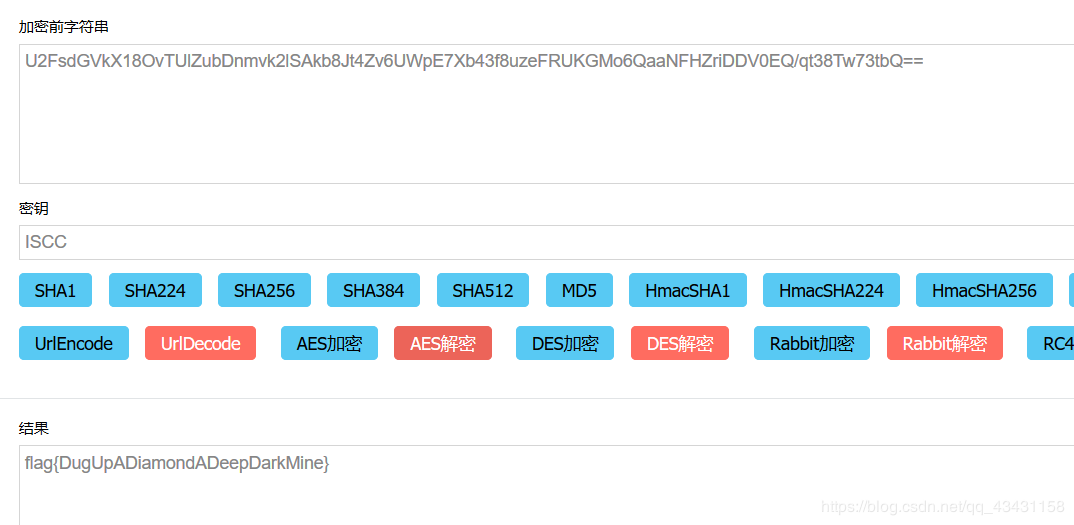 加密前字符串
U2FsdGVkX18OvTUlZubDnmvk2lSAkb8Jt4Zv6UWpE7Xb43f8uzeFRUKGMo6QaaNFHZriDDV0EQ/qt38Tw73tbQ==
密钥
ISCC
SHA1 SHA224 SHA256 SHA384 SHA512 MD5 HmacSHA1 HmacSHA224 HmacSHA256
UrlEncode UrlDecode AES加密 AES解密 DES加密 DES解密 Rabbit加密 Rabbit解密 RC4
结果
flag{DugUpADiamondADeepDarkMine}
https://blog.csdn.net/qq_43431158